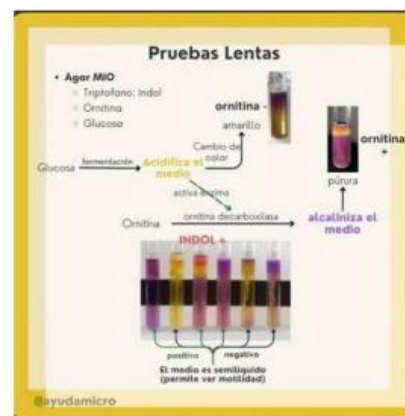 Pruebas Lentas
• Agar MIO
Triptofano: Indol
Ornitina
Glucosa
ornitina -
amarillo
Cambio de color
Glucosa
fermentación
Acidifica el medio
activa enzima
ornitina +
púrura
Ornitina
ornitina decarboxilasa
alcaliniza el medio
INDOL +
positivo
negativo
El medio es semilíquido
(permite ver motilidad)
@ayudamicro